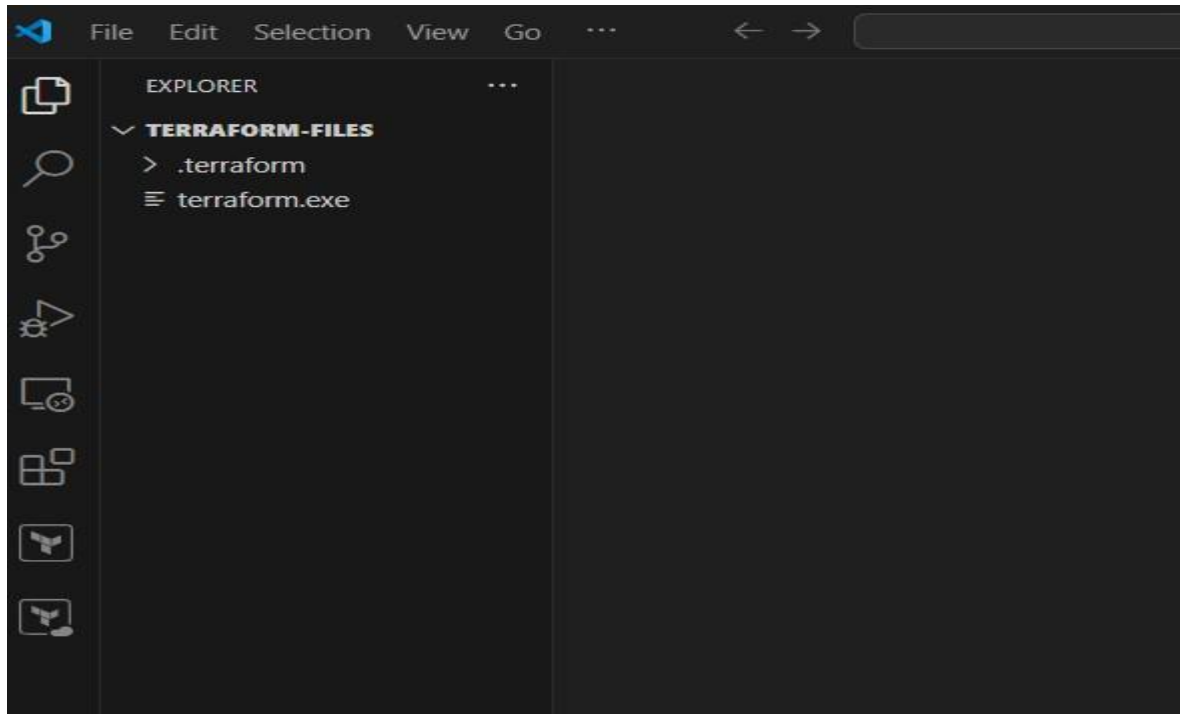 File Edit Selection View Go ...
EXPLORER ...
TERRAFORM-FILES
.terraform
terraform.exe